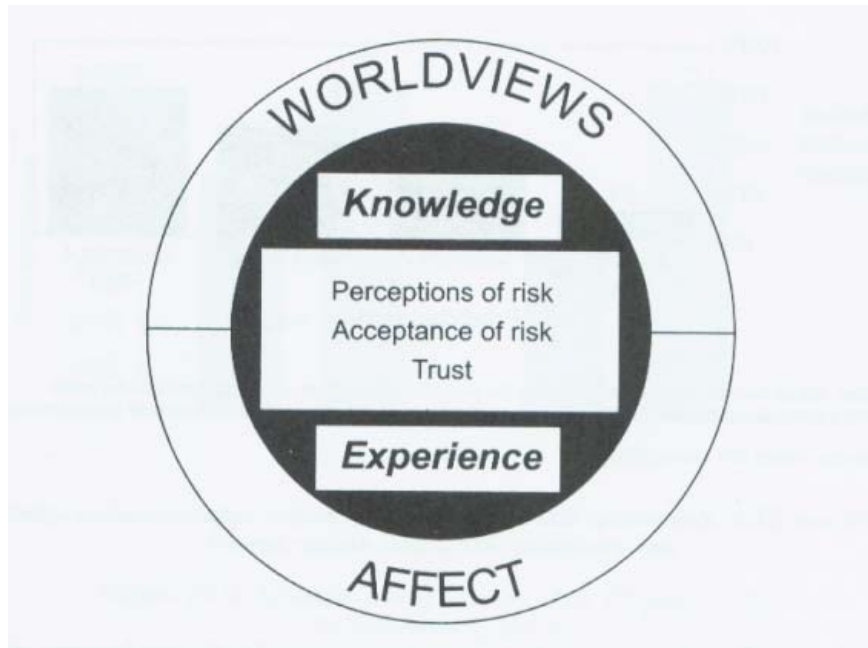 WORLDVIEWS
Knowledge
Perceptions of risk
Acceptance of risk
Trust
Experience
AFFECT